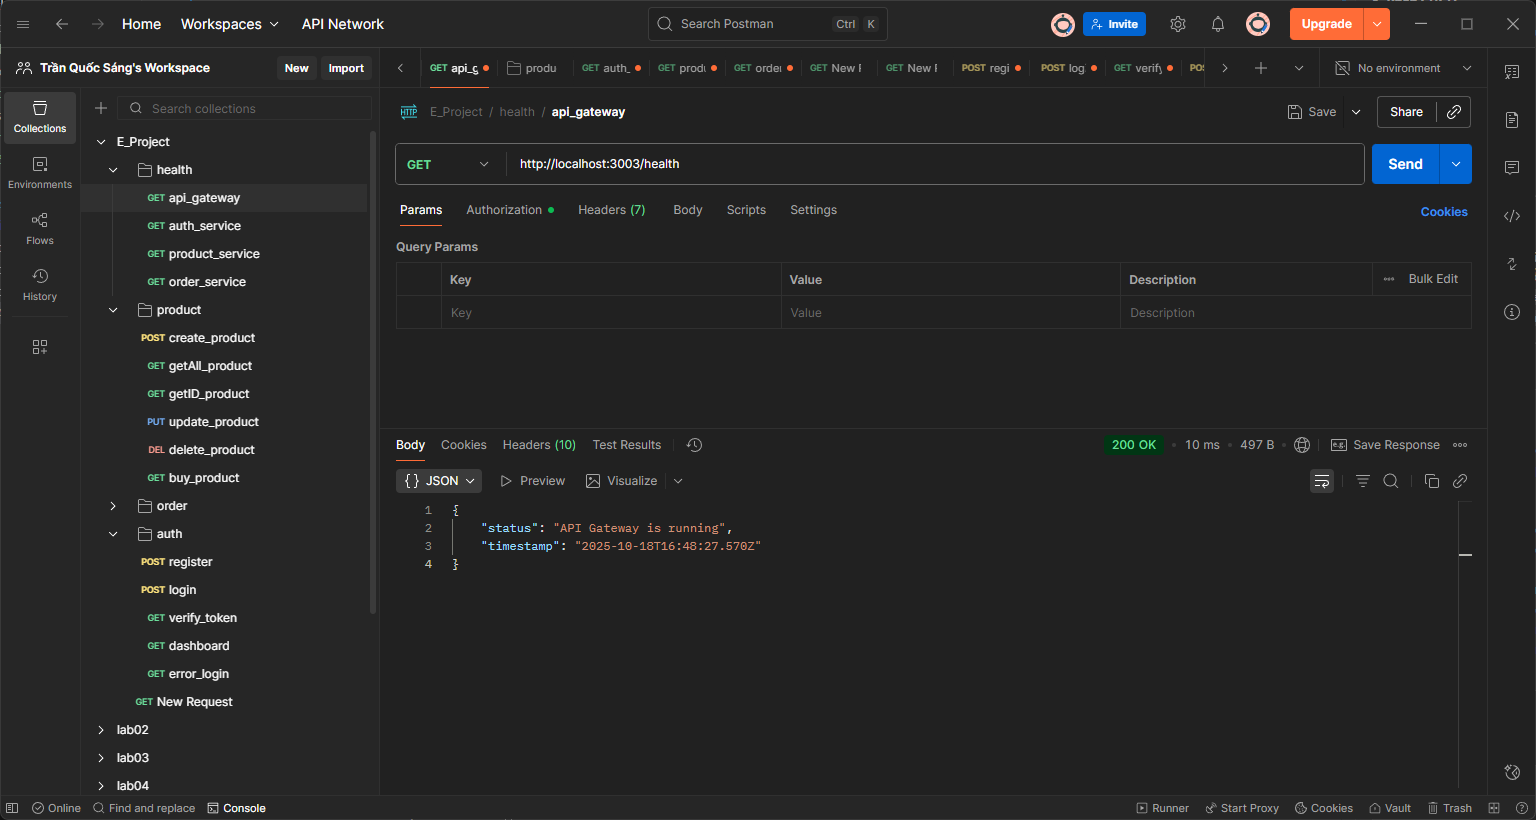 Home Workspaces API Network Search Postman Ctrl K Invite Upgrade
Trần Quốc Sáng's Workspace New Import
GET api_g produ GET auth_ GET produ GET order GET New R GET New R POST regi POST log GET verify POS No environment
Collections
Environments
Flows
History
Search collections
E_Project
health
GET api_gateway
GET auth_service
GET product_service
GET order_service
product
POST create_product
GET getAll_product
GET getID_product
PUT update_product
DEL delete_product
GET buy_product
order
auth
POST register
POST login
GET verify_token
GET dashboard
GET error_login
GET New Request
lab02
lab03
lab04
HTTP E_Project / health / api_gateway Save Share
GET http://localhost:3003/health Send
Params Authorization Headers (7) Body Scripts Settings Cookies
Query Params
Key Value Description Bulk Edit
Key Value Description
Body Cookies Headers (10) Test Results 200 OK 10 ms 497 B e.g. Save Response
{} JSON Preview Visualize
1 {
2 "status": "API Gateway is running",
3 "timestamp": "2025-10-18T16:48:27.570Z"
4 }
Online Find and replace Console Runner Start Proxy Cookies Vault Trash